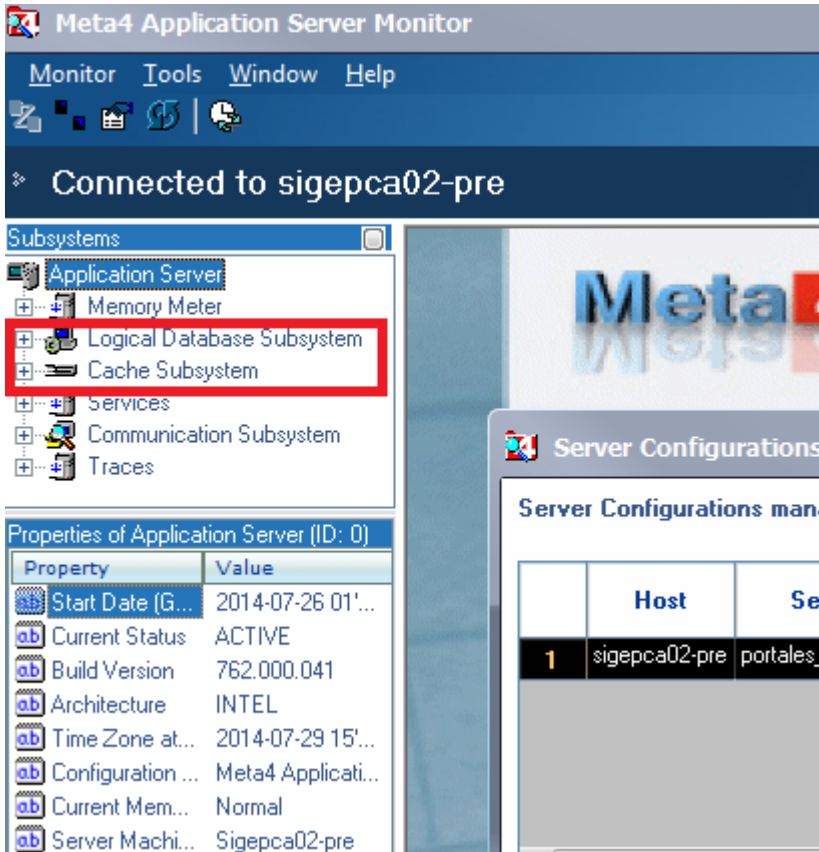 Meta4 Application Server Monitor
Monitor Tools Window Help
Connected to sigepca02-pre
Subsystems
Application Server
Memory Meter
Logical Database Subsystem
Cache Subsystem
Services
Communication Subsystem
Traces
Meta
Server Configurations
Server Configurations man
Properties of Application Server (ID: 0)
Property Value
Start Date (G... 2014-07-26 01'...
Current Status ACTIVE
Build Version 762.000.041
Architecture INTEL
Time Zone at... 2014-07-29 15'...
Configuration ... Meta4 Applicati...
Current Mem... Normal
Server Machi... Sigepca02-pre
Host Se
1 sigepca02-pre portales_